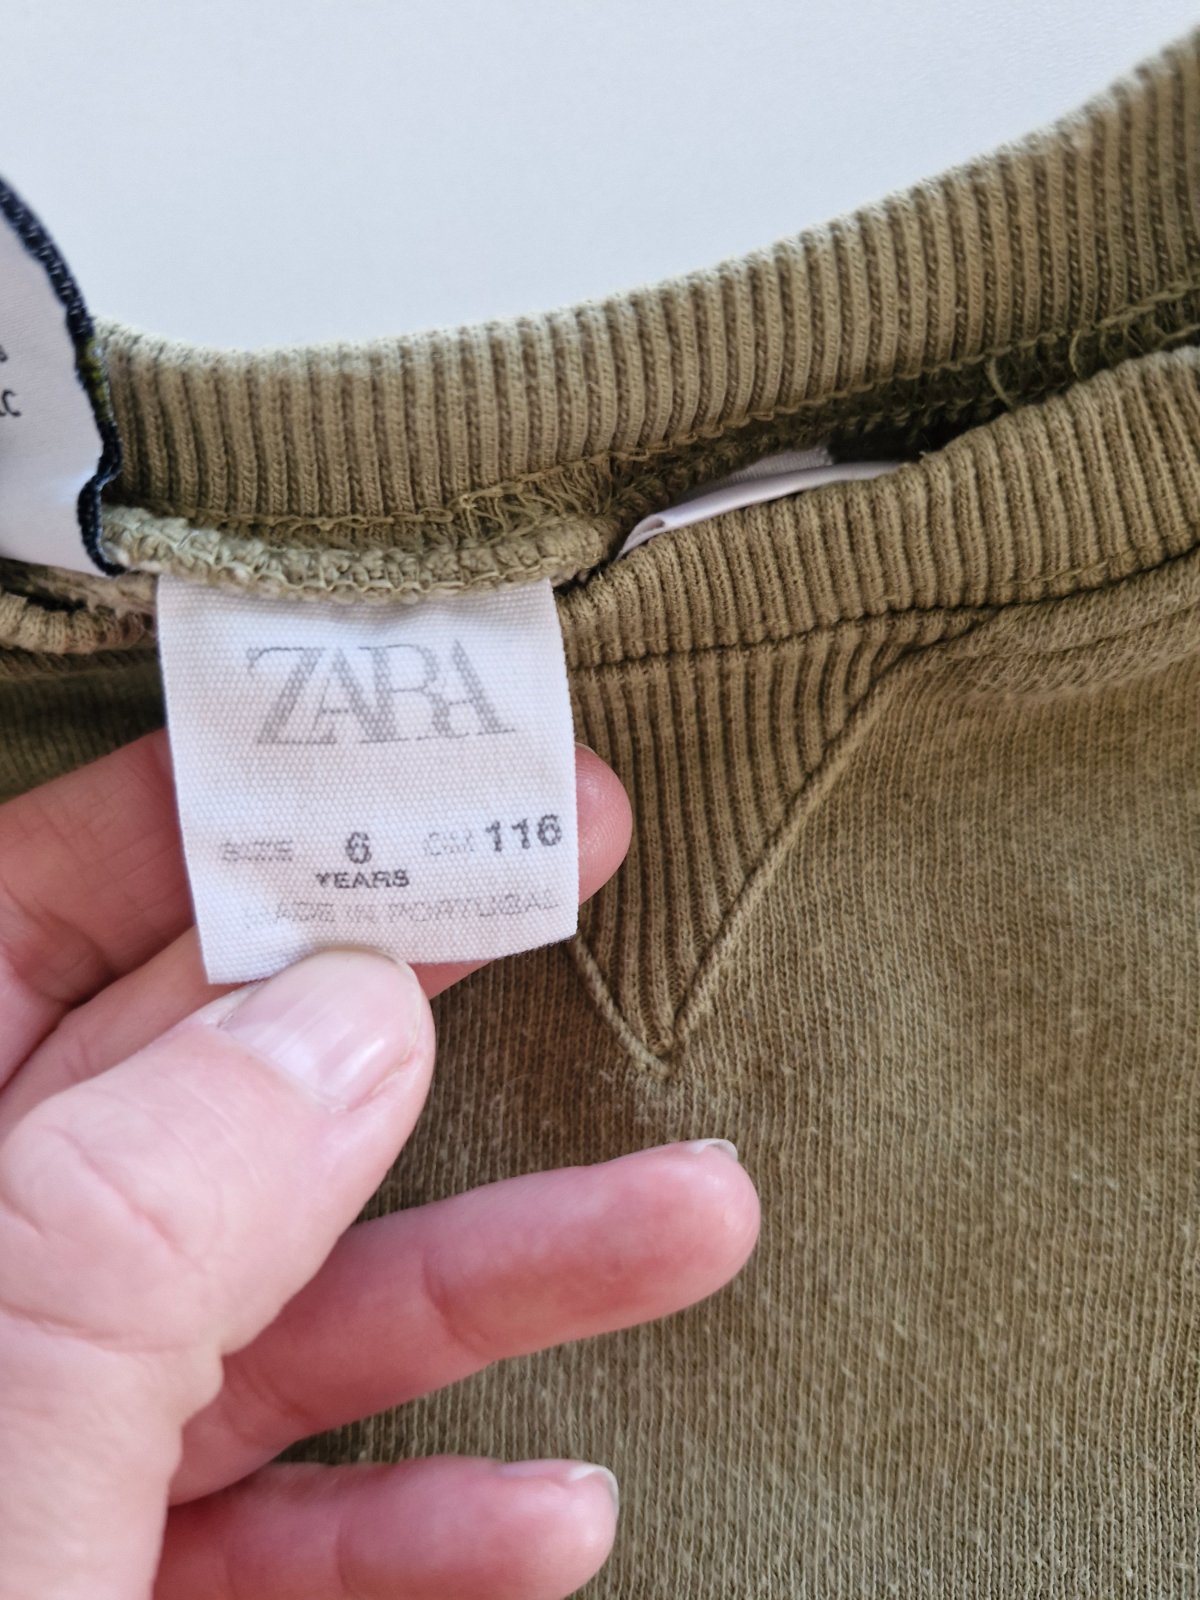 ZARA
SIZE 6 CM 116
YEARS
MADE IN PORTUGAL